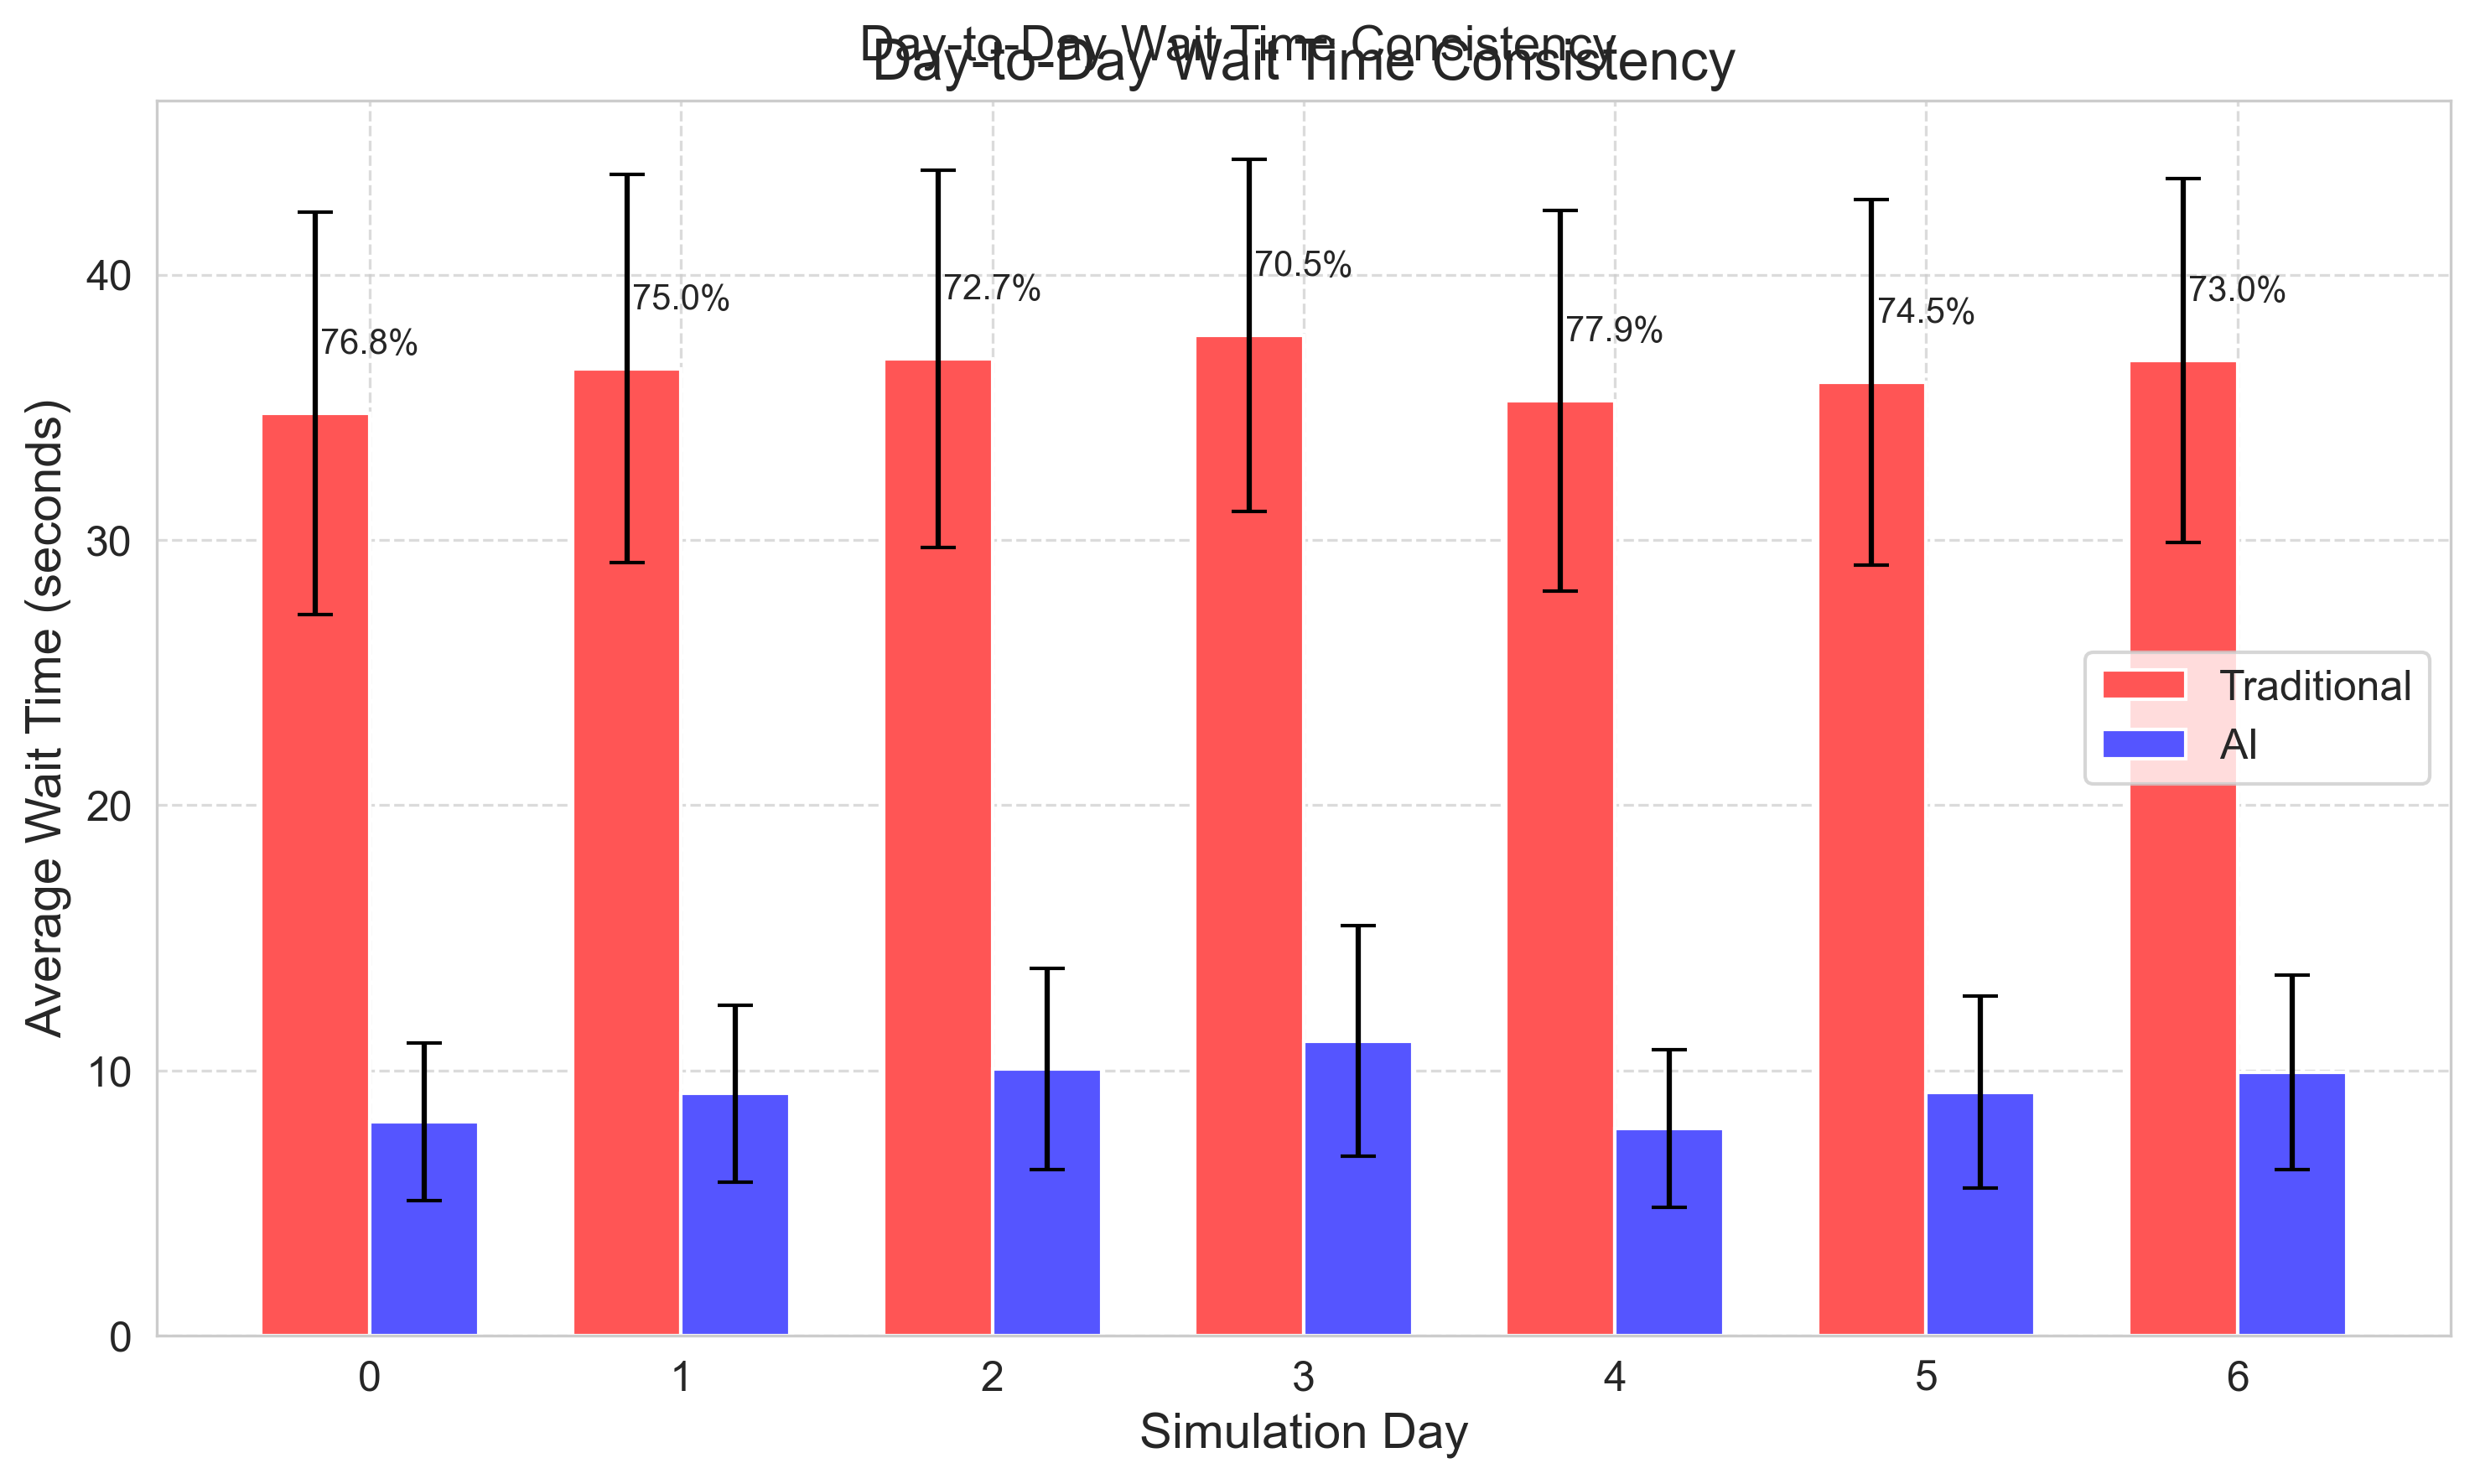 Day-to-Day Wait Time Consistency
Day-to-Day Wait Time Consistency
Average Wait Time (seconds)
40
30
20
10
0
76.8%
75.0%
72.7%
70.5%
77.9%
74.5%
73.0%
Traditional
AI
0 1 2 3 4 5 6
Simulation Day